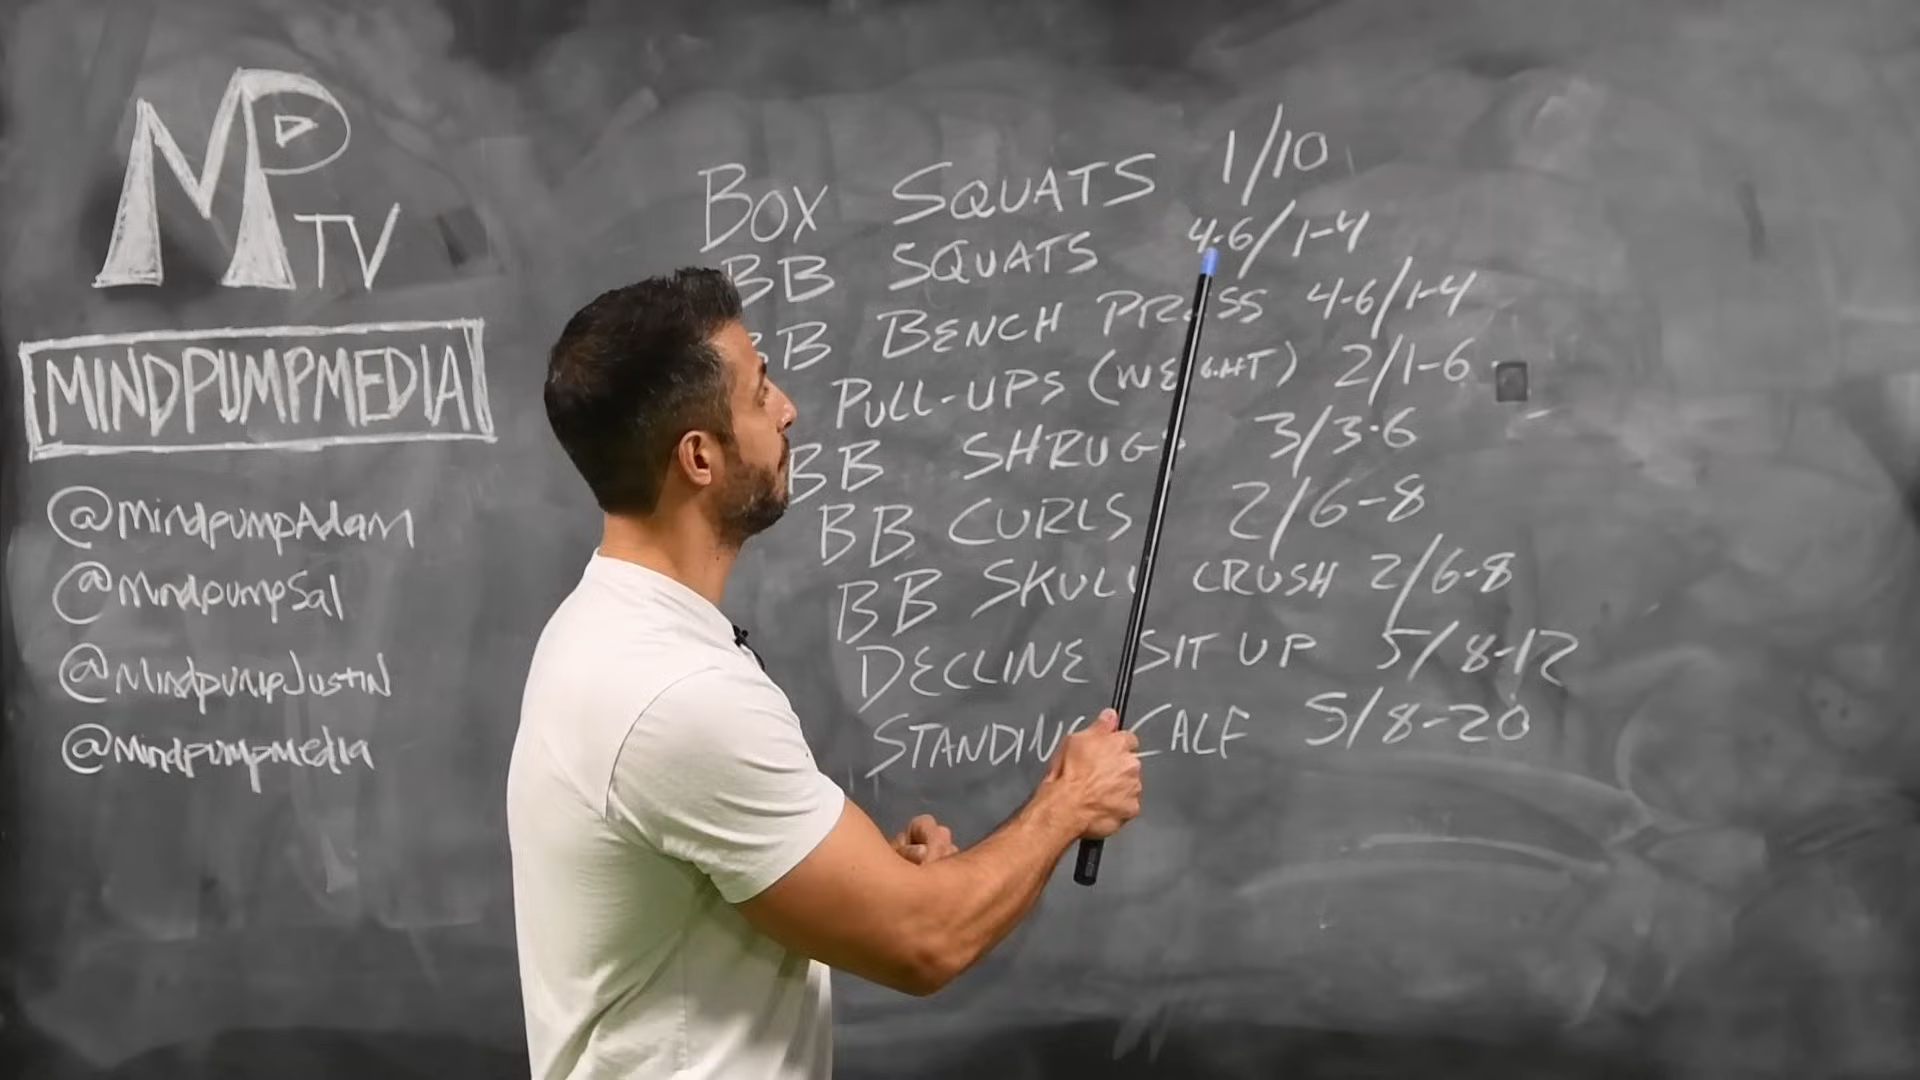 MP
TV
MINDPUMPMEDIA
@mindpumpAdam
@mindpumpSal
@mindpumpJustin
@mindpumpmedia
BOX SQUATS 1/10
BB SQUATS 4-6/1-4
BB BENCH PRESS 4-6/1-4
PULL-UPS (WEIGHT) 2/1-6
BB SHRUGS 3/3-6
BB CURLS 2/6-8
BB SKULL CRUSH 2/6-8
DECLINE SIT UP 5/8-12
STANDING CALF 5/8-20